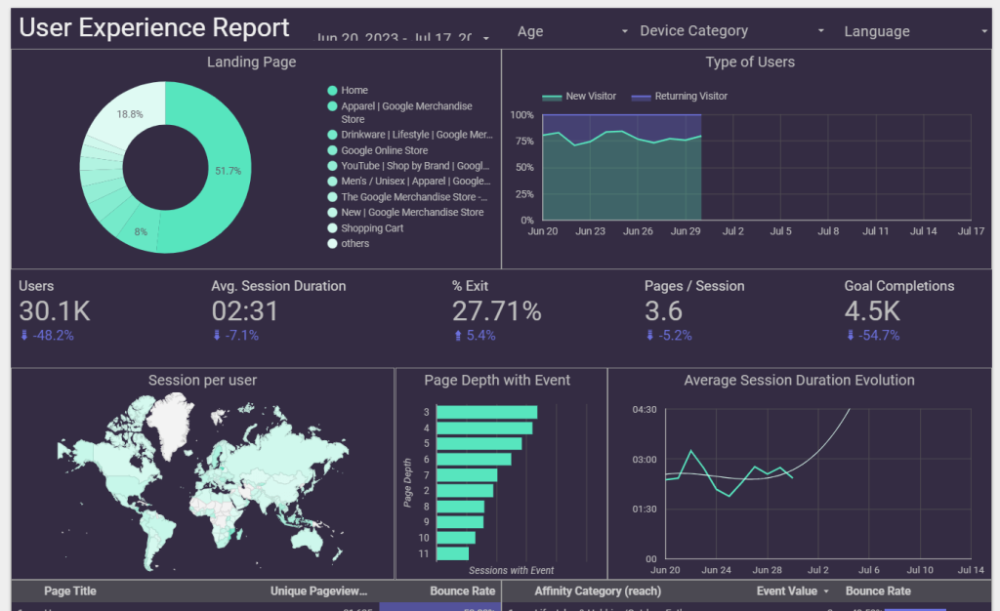 User Experience Report
Jun 20, 2023 - Jul 17, 20
Age
Device Category
Language
Landing Page
18.8%
51.7%
8%
Home
Apparel | Google Merchandise
Store
Drinkware | Lifestyle | Google Mer...
Google Online Store
YouTube | Shop by Brand | Googl...
Men's / Unisex | Apparel | Google...
The Google Merchandise Store -...
New | Google Merchandise Store
Shopping Cart
others
Type of Users
New Visitor
Returning Visitor
100%
75%
50%
25%
0%
Jun 20 Jun 23 Jun 26 Jun 29 Jul 2 Jul 5 Jul 8 Jul 11 Jul 14 Jul 17
Users
30.1K
-48.2%
Avg. Session Duration
02:31
-7.1%
% Exit
27.71%
5.4%
Pages / Session
3.6
-5.2%
Goal Completions
4.5K
-54.7%
Session per user
Page Depth with Event
Page Depth
3
4
5
6
7
2
8
9
10
11
Sessions with Event
Average Session Duration Evolution
04:30
03:00
01:30
00
Jun 20 Jun 24 Jun 28 Jul 2 Jul 6 Jul 10 Jul 14
Page Title Unique Pageview... Bounce Rate
Affinity Category (reach) Event Value Bounce Rate